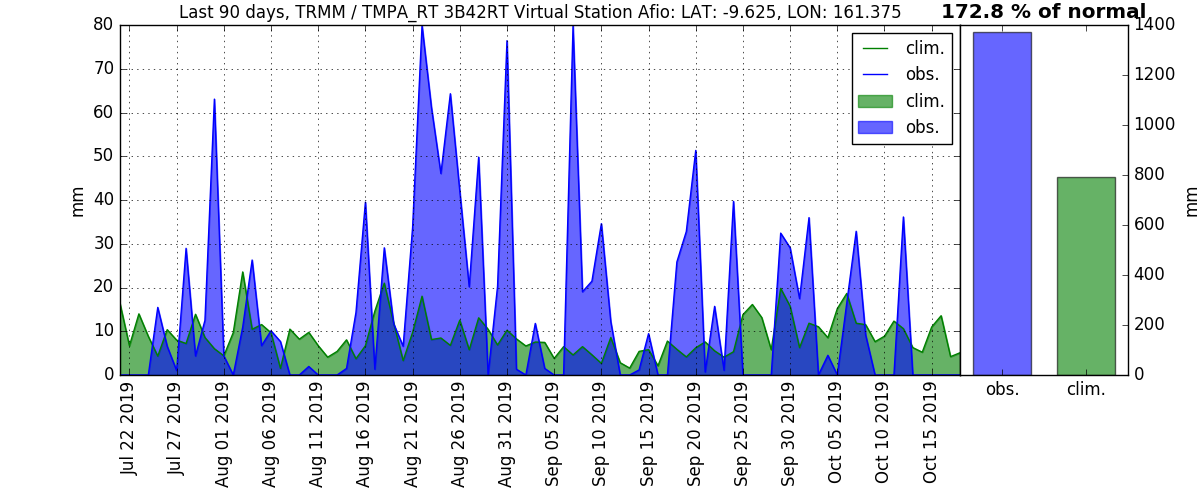 Last 90 days, TRMM / TMPA_RT 3B42RT Virtual Station Afio: LAT: -9.625, LON: 161.375
172.8 % of normal
80
70
60
50
40
30
20
10
0
mm
clim.
obs.
clim.
obs.
Jul 22 2019
Jul 27 2019
Aug 01 2019
Aug 06 2019
Aug 11 2019
Aug 16 2019
Aug 21 2019
Aug 26 2019
Aug 31 2019
Sep 05 2019
Sep 10 2019
Sep 15 2019
Sep 20 2019
Sep 25 2019
Sep 30 2019
Oct 05 2019
Oct 10 2019
Oct 15 2019
1400
1200
1000
800
600
400
200
0
mm
obs.
clim.